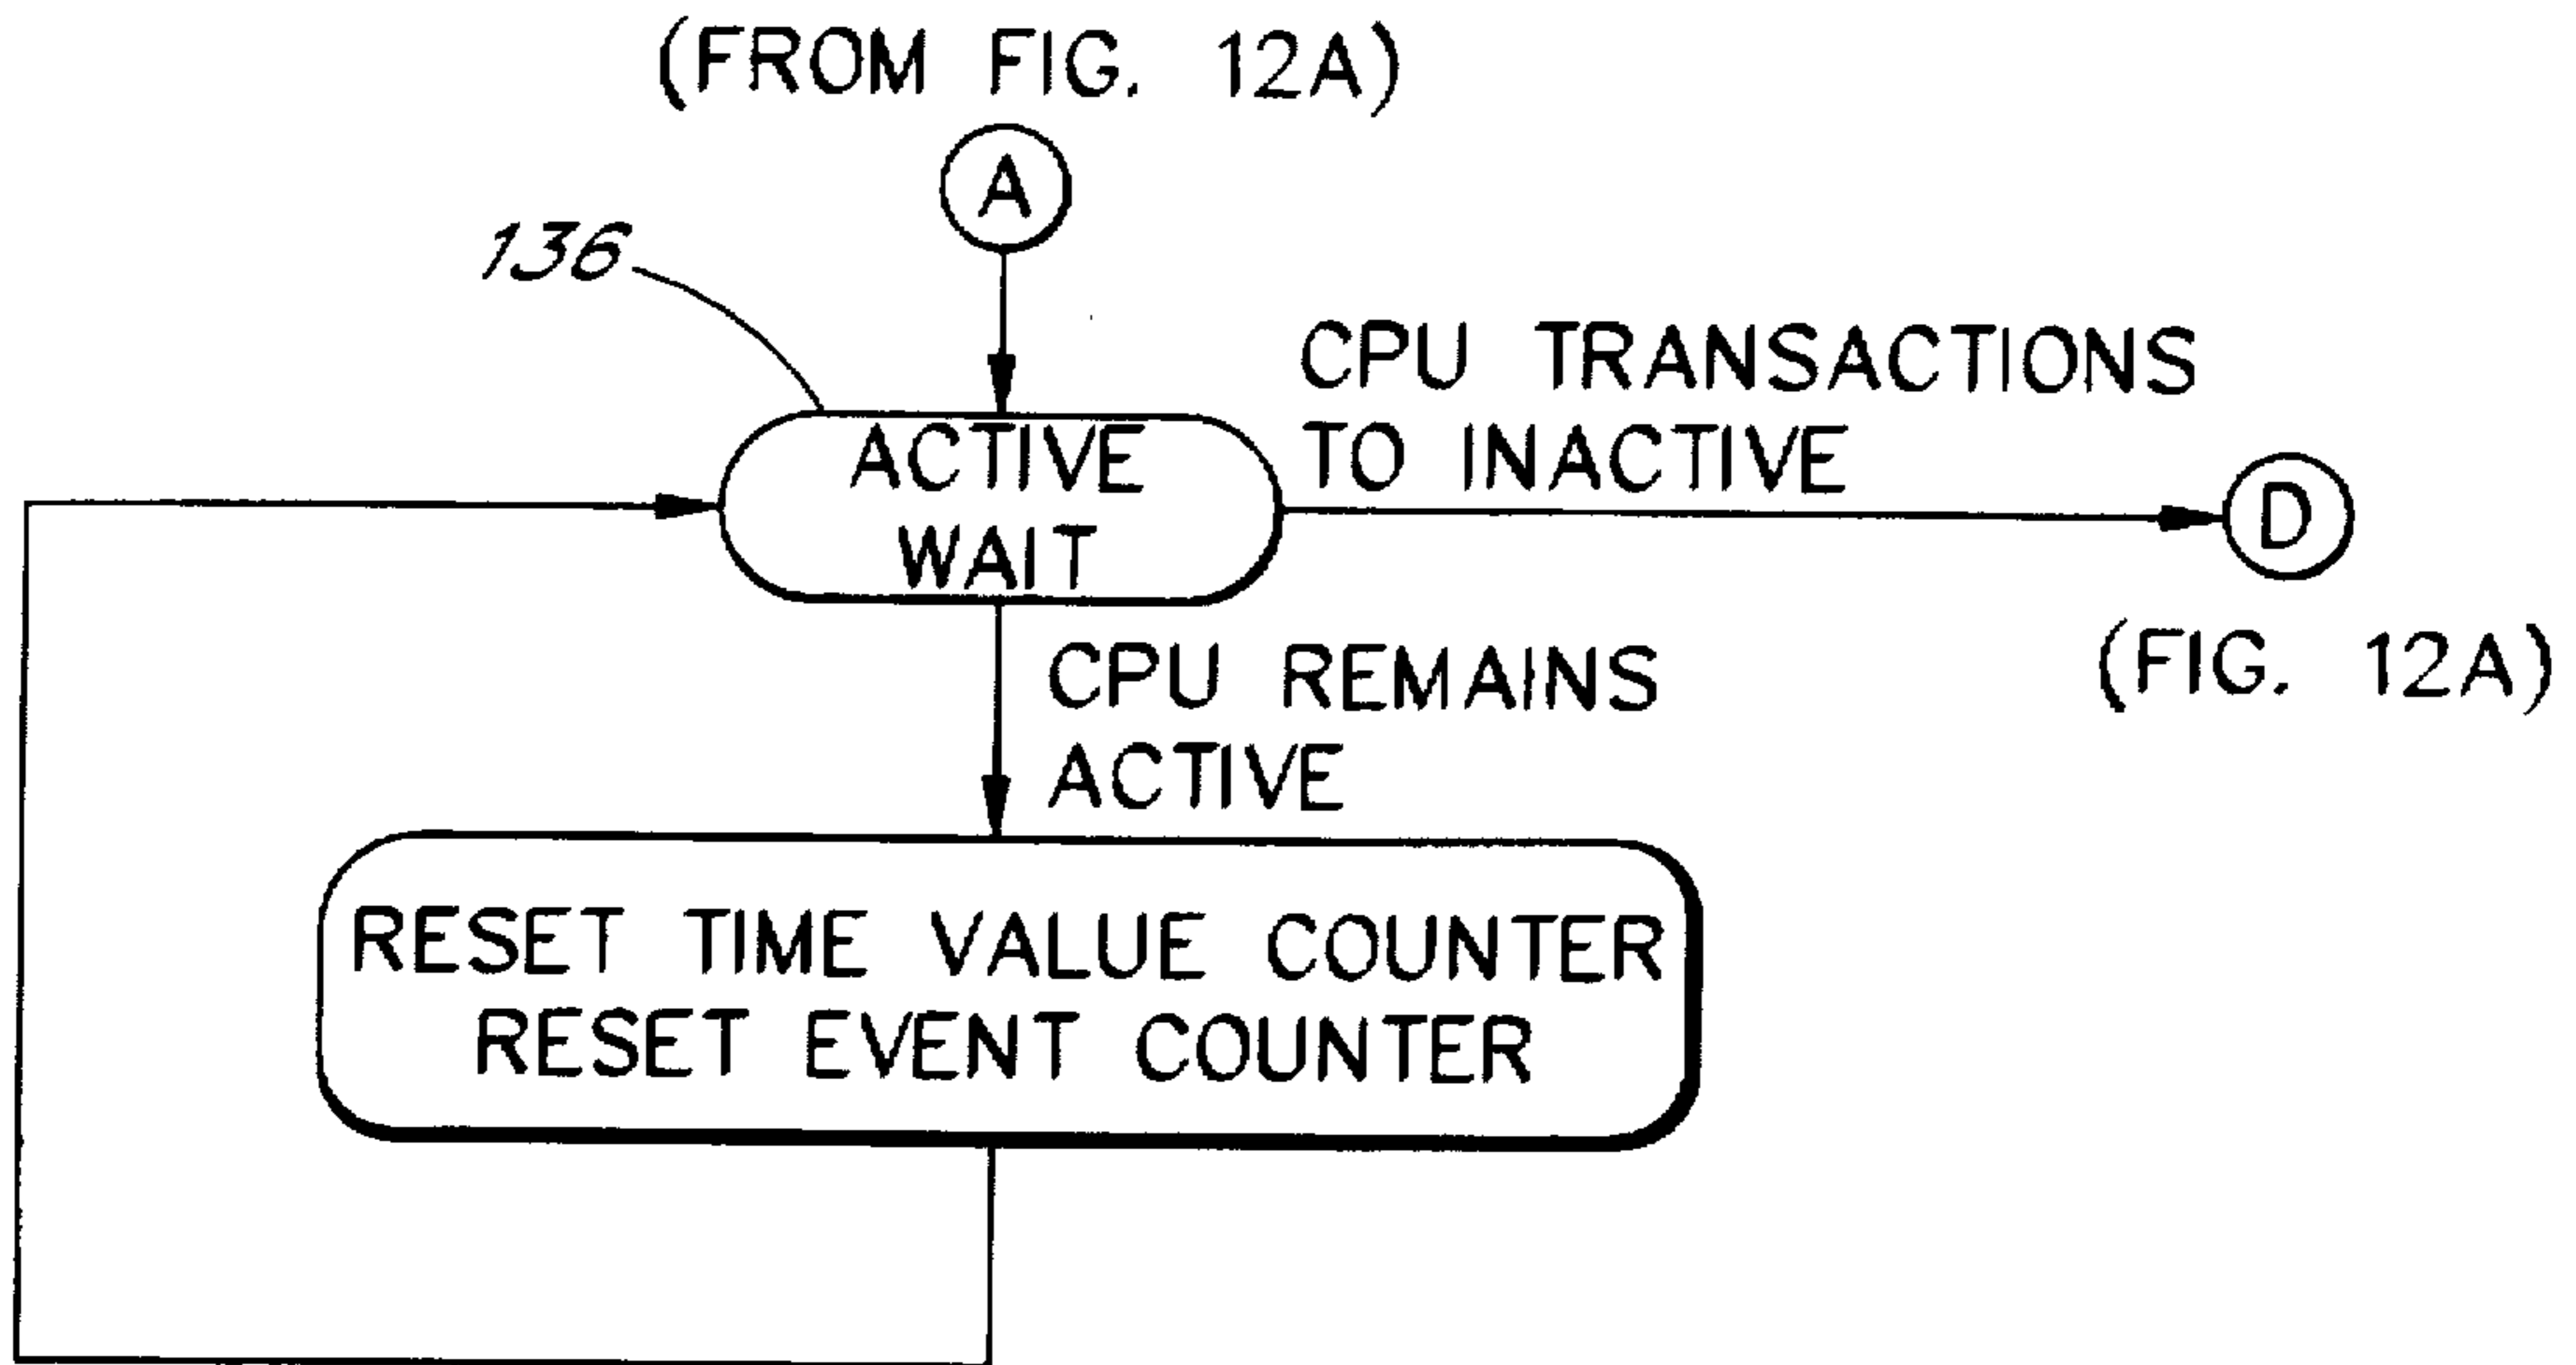 (FROM FIG. 12A)
A
136
CPU TRANSACTIONS
TO INACTIVE
ACTIVE
WAIT
D
(FIG. 12A)
CPU REMAINS
ACTIVE
RESET TIME VALUE COUNTER
RESET EVENT COUNTER